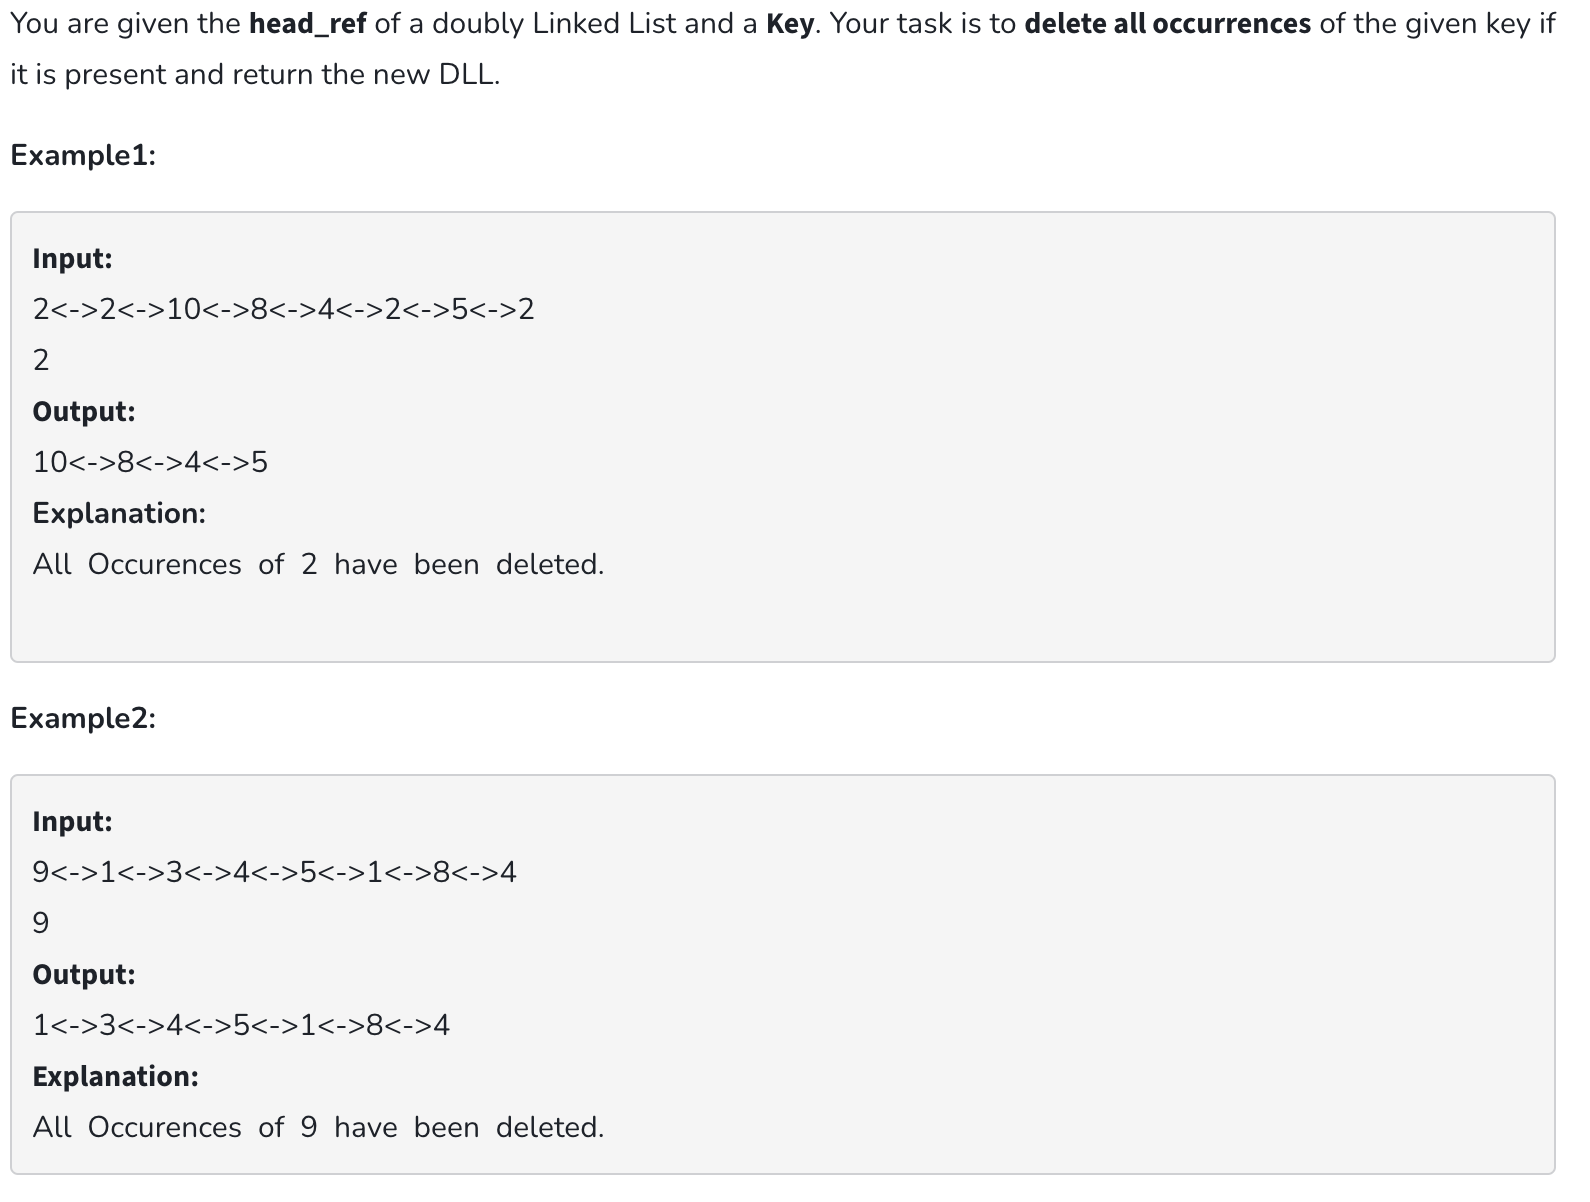 You are given the head_ref of a doubly Linked List and a Key. Your task is to delete all occurrences of the given key if
it is present and return the new DLL.
Example1:
Input:
2<->2<->10<->8<->4<->2<->5<->2
2
Output:
10<->8<->4<->5
Explanation:
All Occurences of 2 have been deleted.
Example2:
Input:
9<->1<->3<->4<->5<->1<->8<->4
9
Output:
1<->3<->4<->5<->1<->8<->4
Explanation:
All Occurences of 9 have been deleted.